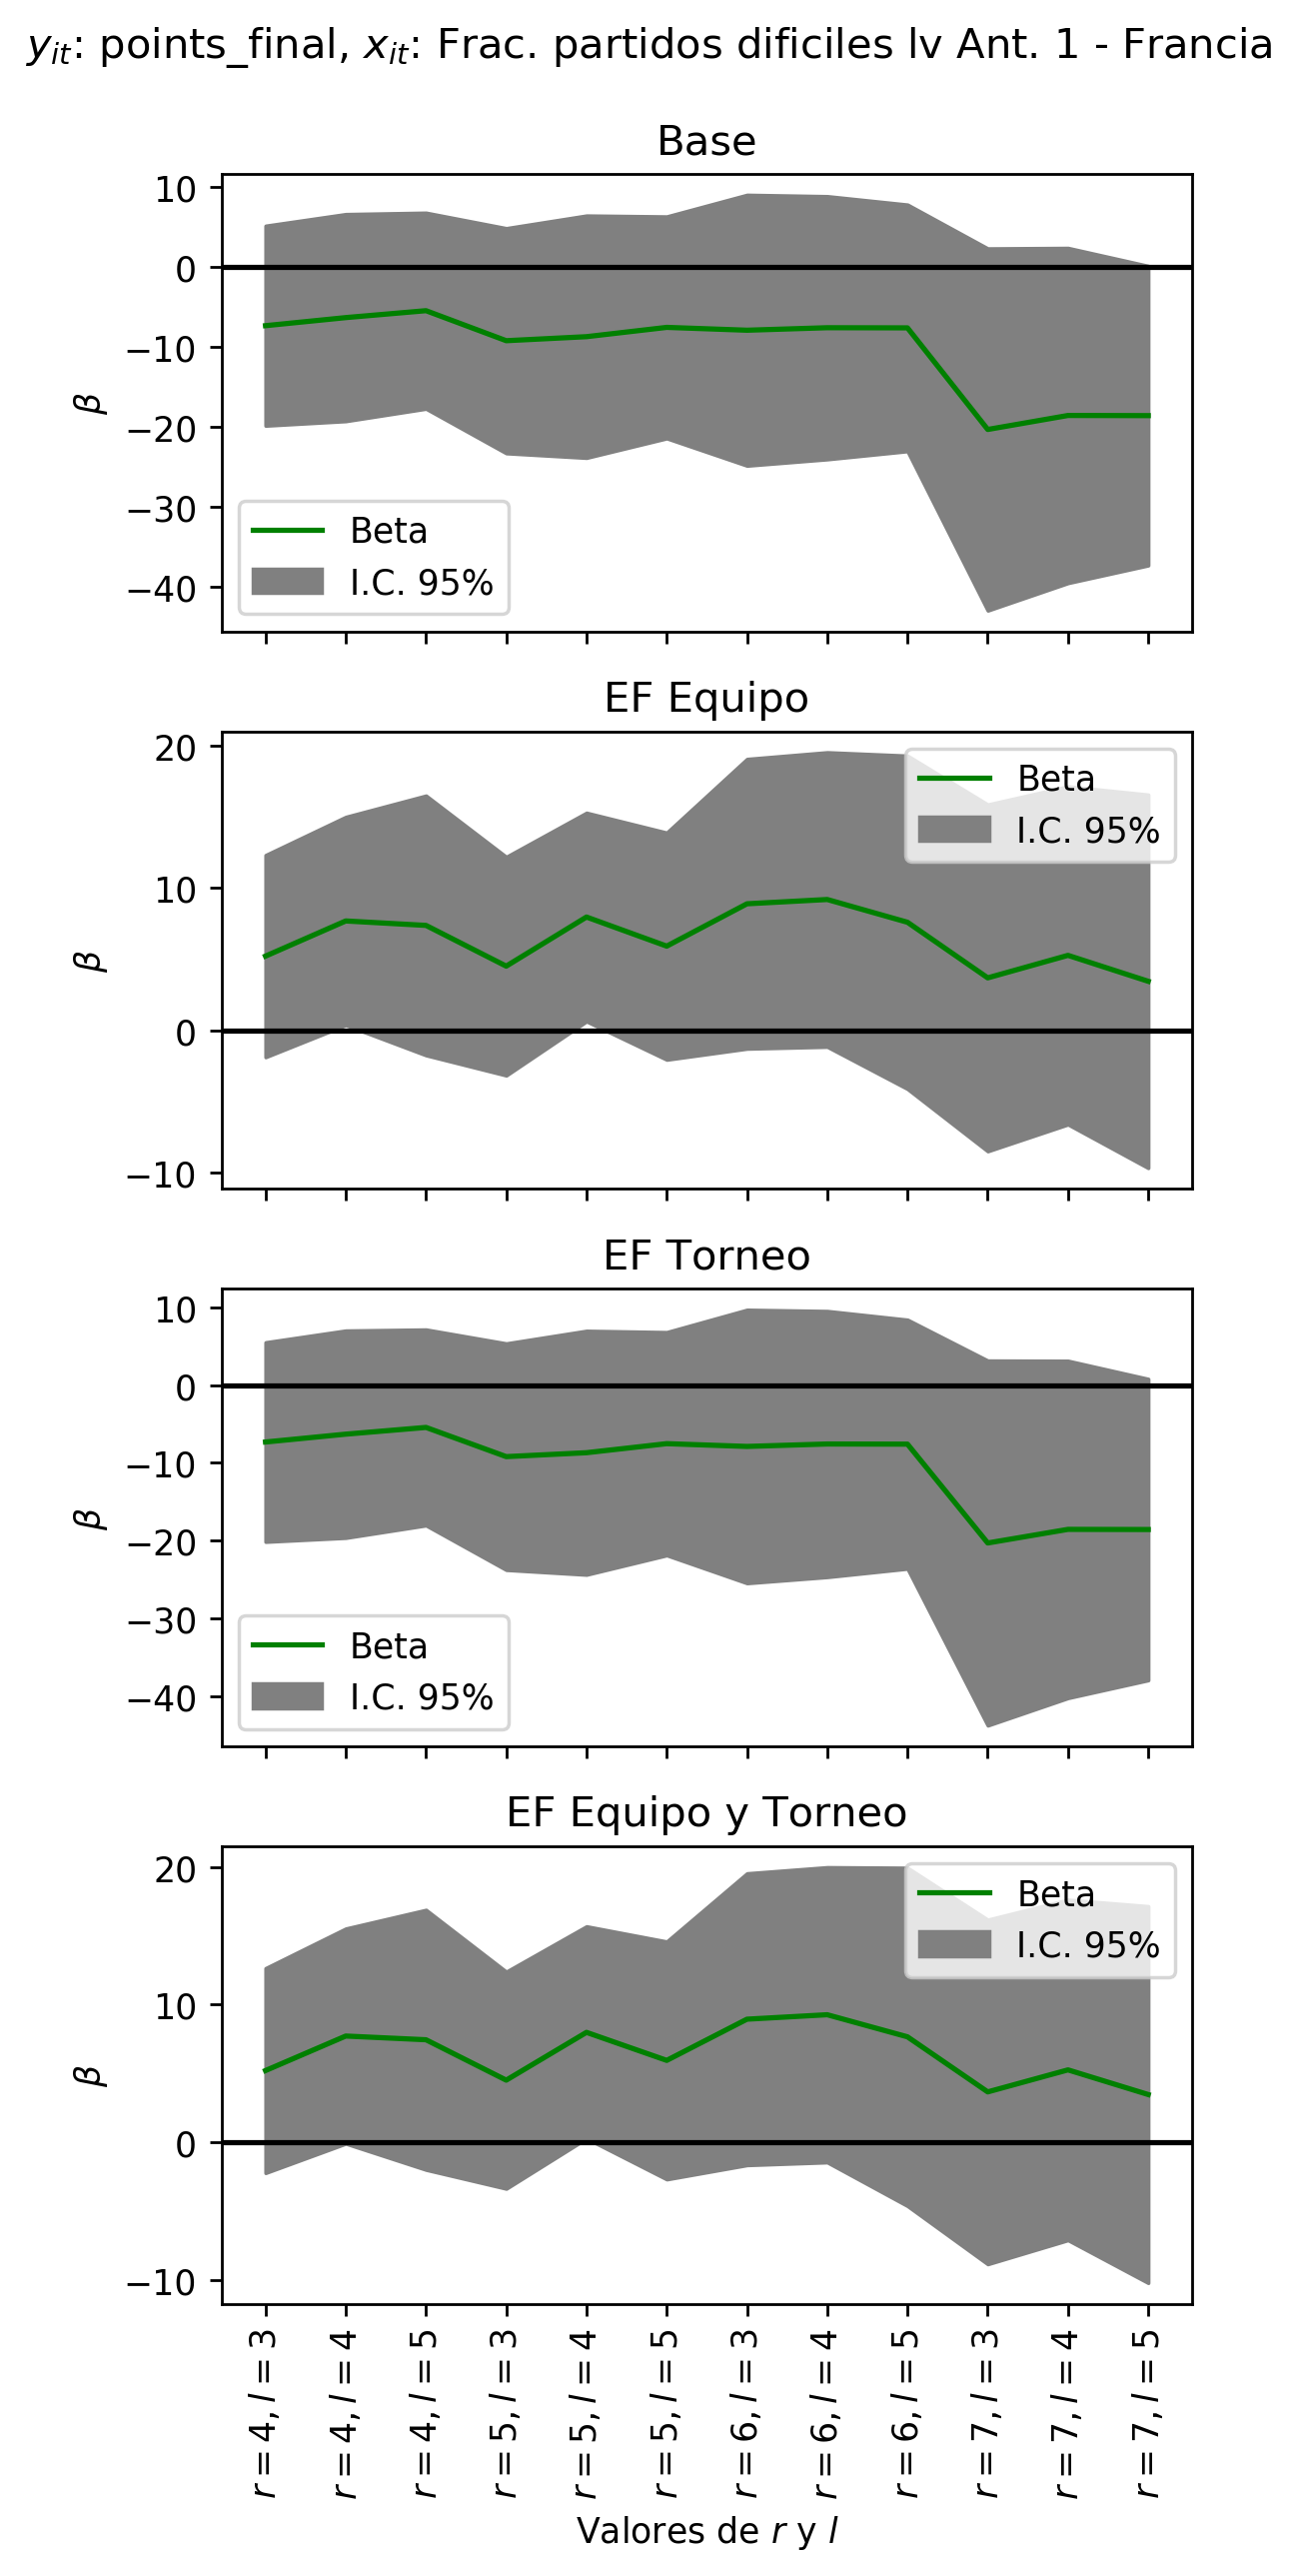 y_it: points_final, x_it: Frac. partidos dificiles lv Ant. 1 - Francia
Base
10
0
−10
−20
−30
−40
β
Beta
I.C. 95%
EF Equipo
20
10
0
−10
β
Beta
I.C. 95%
EF Torneo
10
0
−10
−20
−30
−40
β
Beta
I.C. 95%
EF Equipo y Torneo
20
10
0
−10
β
Beta
I.C. 95%
r = 4, l = 3
r = 4, l = 4
r = 4, l = 5
r = 5, l = 3
r = 5, l = 4
r = 5, l = 5
r = 6, l = 3
r = 6, l = 4
r = 6, l = 5
r = 7, l = 3
r = 7, l = 4
r = 7, l = 5
Valores de r y l